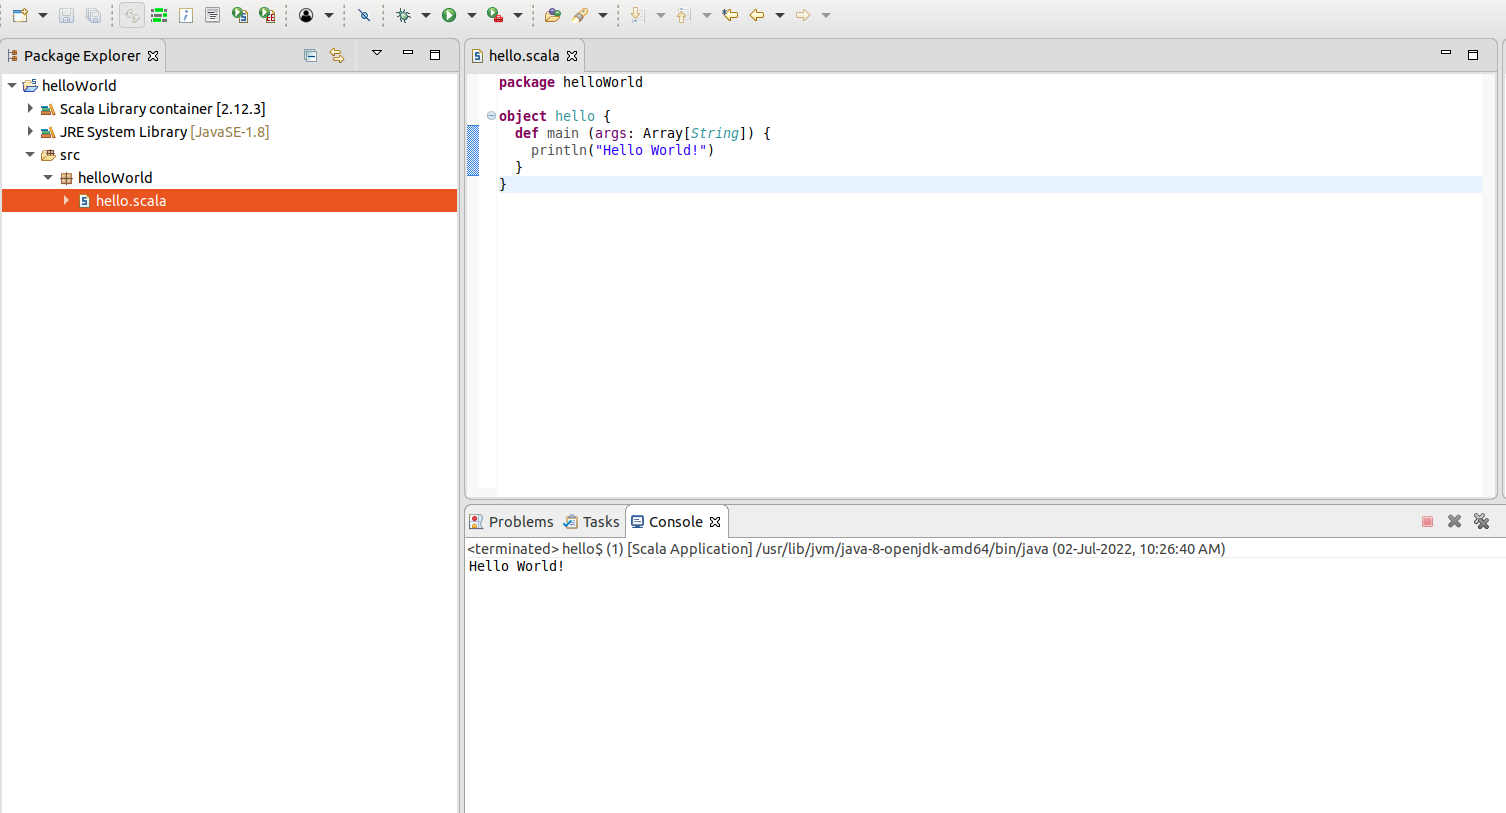 Package Explorer
helloWorld
Scala Library container [2.12.3]
JRE System Library [JavaSE-1.8]
src
helloWorld
hello.scala
hello.scala
package helloWorld
object hello {
def main (args: Array[String]) {
println("Hello World!")
}
}
Problems Tasks Console
<terminated> hello$ (1) [Scala Application] /usr/lib/jvm/java-8-openjdk-amd64/bin/java (02-Jul-2022, 10:26:40 AM)
Hello World!